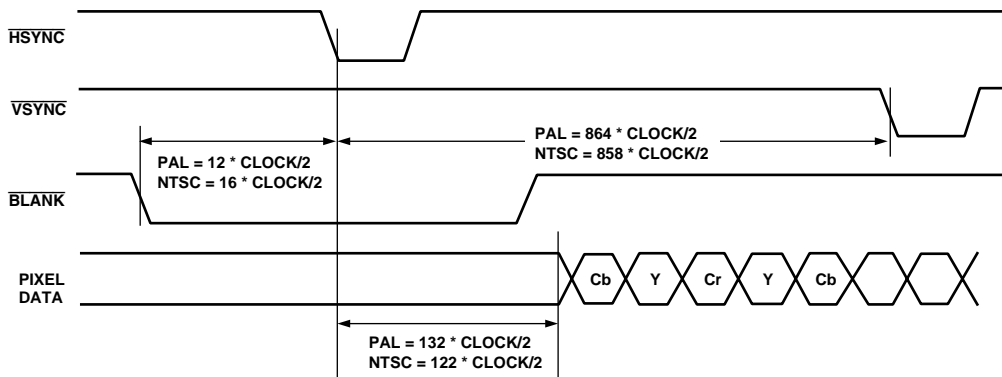 HSYNC
VSYNC
PAL = 864 * CLOCK/2
NTSC = 858 * CLOCK/2
PAL = 12 * CLOCK/2
NTSC = 16 * CLOCK/2
BLANK
PIXEL
DATA
Cb Y Cr Y Cb
PAL = 132 * CLOCK/2
NTSC = 122 * CLOCK/2